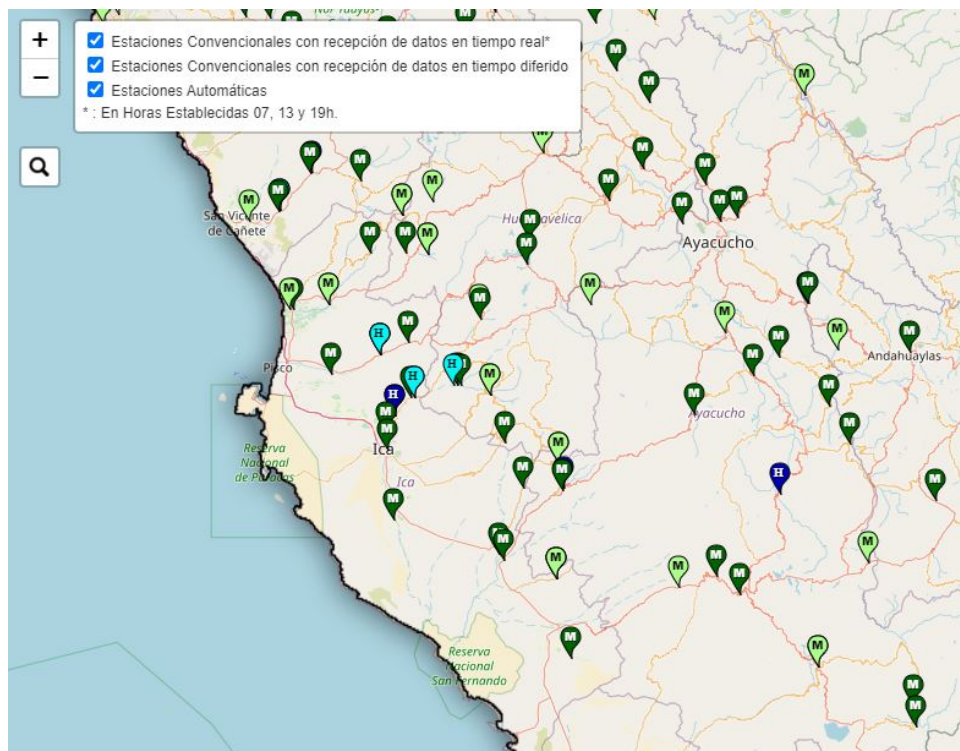 +
−
Estaciones Convencionales con recepción de datos en tiempo real*
Estaciones Convencionales con recepción de datos en tiempo diferido
Estaciones Automáticas
* : En Horas Establecidas 07, 13 y 19h.
San Vicente
de Cañete
Ayacucho
Pisco
Andahuaylas
Ayacucho
Ica
Reserva
Nacional
de Paracas
Ica
Reserva
Nacional
San Fernando